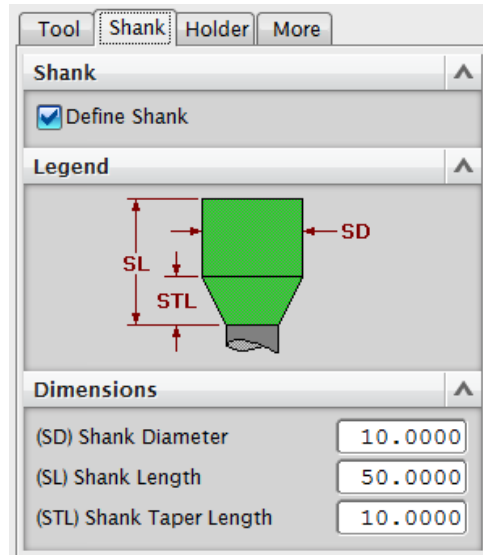 Tool Shank Holder More
Shank
Define Shank
Legend
SD
SL
STL
Dimensions
(SD) Shank Diameter 10.0000
(SL) Shank Length 50.0000
(STL) Shank Taper Length 10.0000